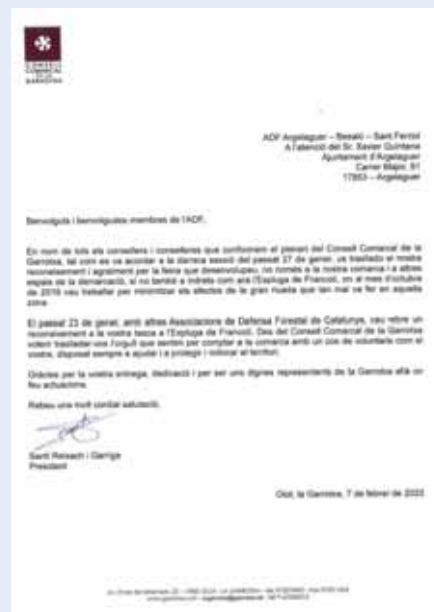 CONSELL
COMARCAL
DE LA
GARROTXA
ADF Argelaguer – Besalú – Sant Ferriol
A l'atenció del Sr. Xavier Quintana
Ajuntament d'Argelaguer
Carrer Major,
17853 – Argelaguer
Benvolguts i benvolgudes membres de l'ADF,
En nom de tots els consellers i conselleres que conformem el plenari del Consell Comarcal de la
Garrotxa, tal com es va acordar a la darrera sessió del passat 27 de gener, us trasllado el nostre
reconeixement i agraïment per la feina que desenvolupeu, no només a la nostra comarca i a altres
espais de la demarcació, si no també a indrets com ara l'Espluga de Francolí, on al mes d'octubre
de 2019 vau treballar per minimitzar els efectes de la gran riuada que tan mal va fer en aquella
zona.
El passat 23 de gener, amb altres Associacions de Defensa Forestal de Catalunya, vau rebre un
reconeixement a la vostra tasca a l'Espluga de Francolí. Des del Consell Comarcal de la Garrotxa
volem traslladar-vos l'orgull que sentim per comptar a la comarca amb un cos de voluntaris com el
vostre, disposat sempre a ajudar i a protegir i millorar el territori.
Gràcies per la vostra entrega, dedicació i per ser uns dignes representants de la Garrotxa allà on
feu actuacions.
Rebeu una molt cordial salutació,
Santi Reixach i Garriga
President
Olot, la Garrotxa, 7 de febrer de 2020